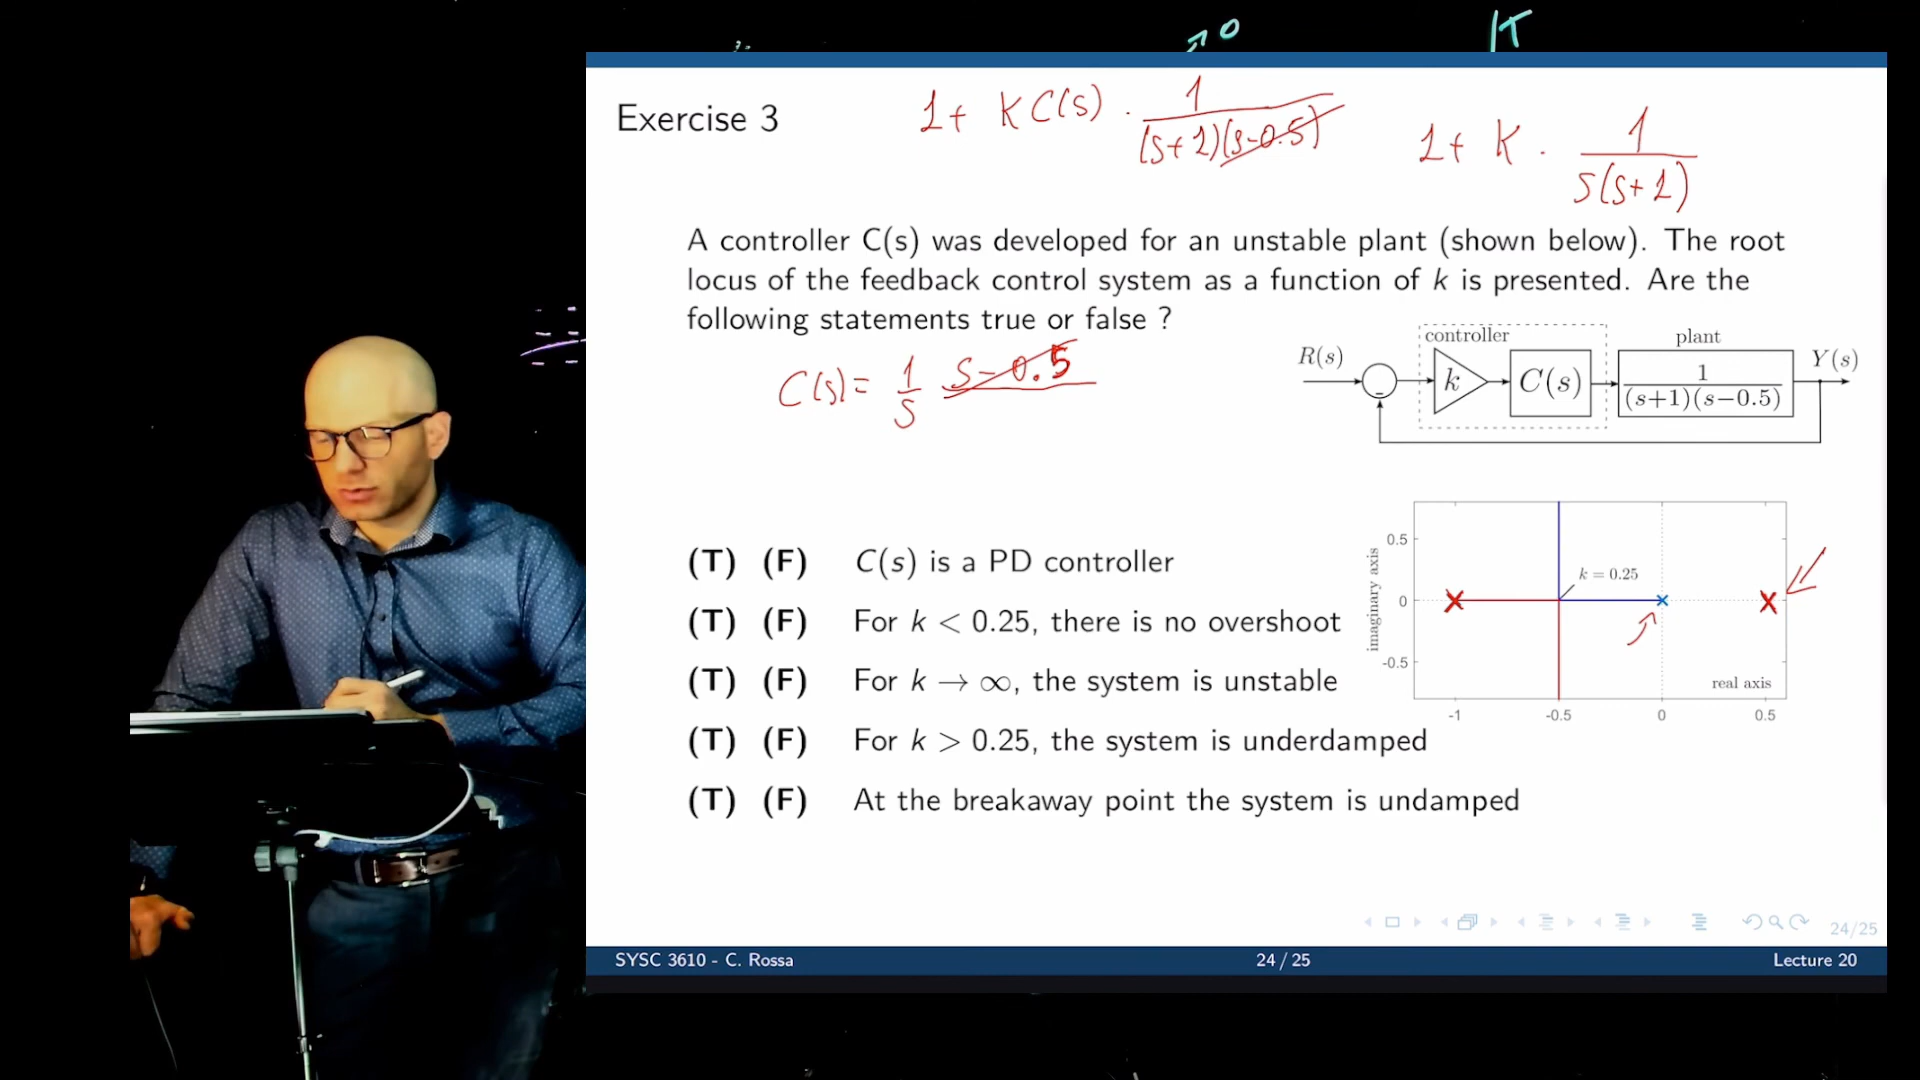 → 0 K
Exercise 3
1 + K C(s) · 1 / (s+1)(s-0.5)
1 + K · 1 / s(s+1)
A controller C(s) was developed for an unstable plant (shown below). The root
locus of the feedback control system as a function of k is presented. Are the
following statements true or false ?
C(s) = 1/s s-0.5
controller
plant
R(s)
-
k
C(s)
1 / (s+1)(s−0.5)
Y(s)
(T) (F) C(s) is a PD controller
(T) (F) For k < 0.25, there is no overshoot
(T) (F) For k → ∞, the system is unstable
(T) (F) For k > 0.25, the system is underdamped
(T) (F) At the breakaway point the system is undamped
imaginary axis
0.5
0
-0.5
k = 0.25
real axis
-1 -0.5 0 0.5
24/25
SYSC 3610 - C. Rossa 24 / 25 Lecture 20